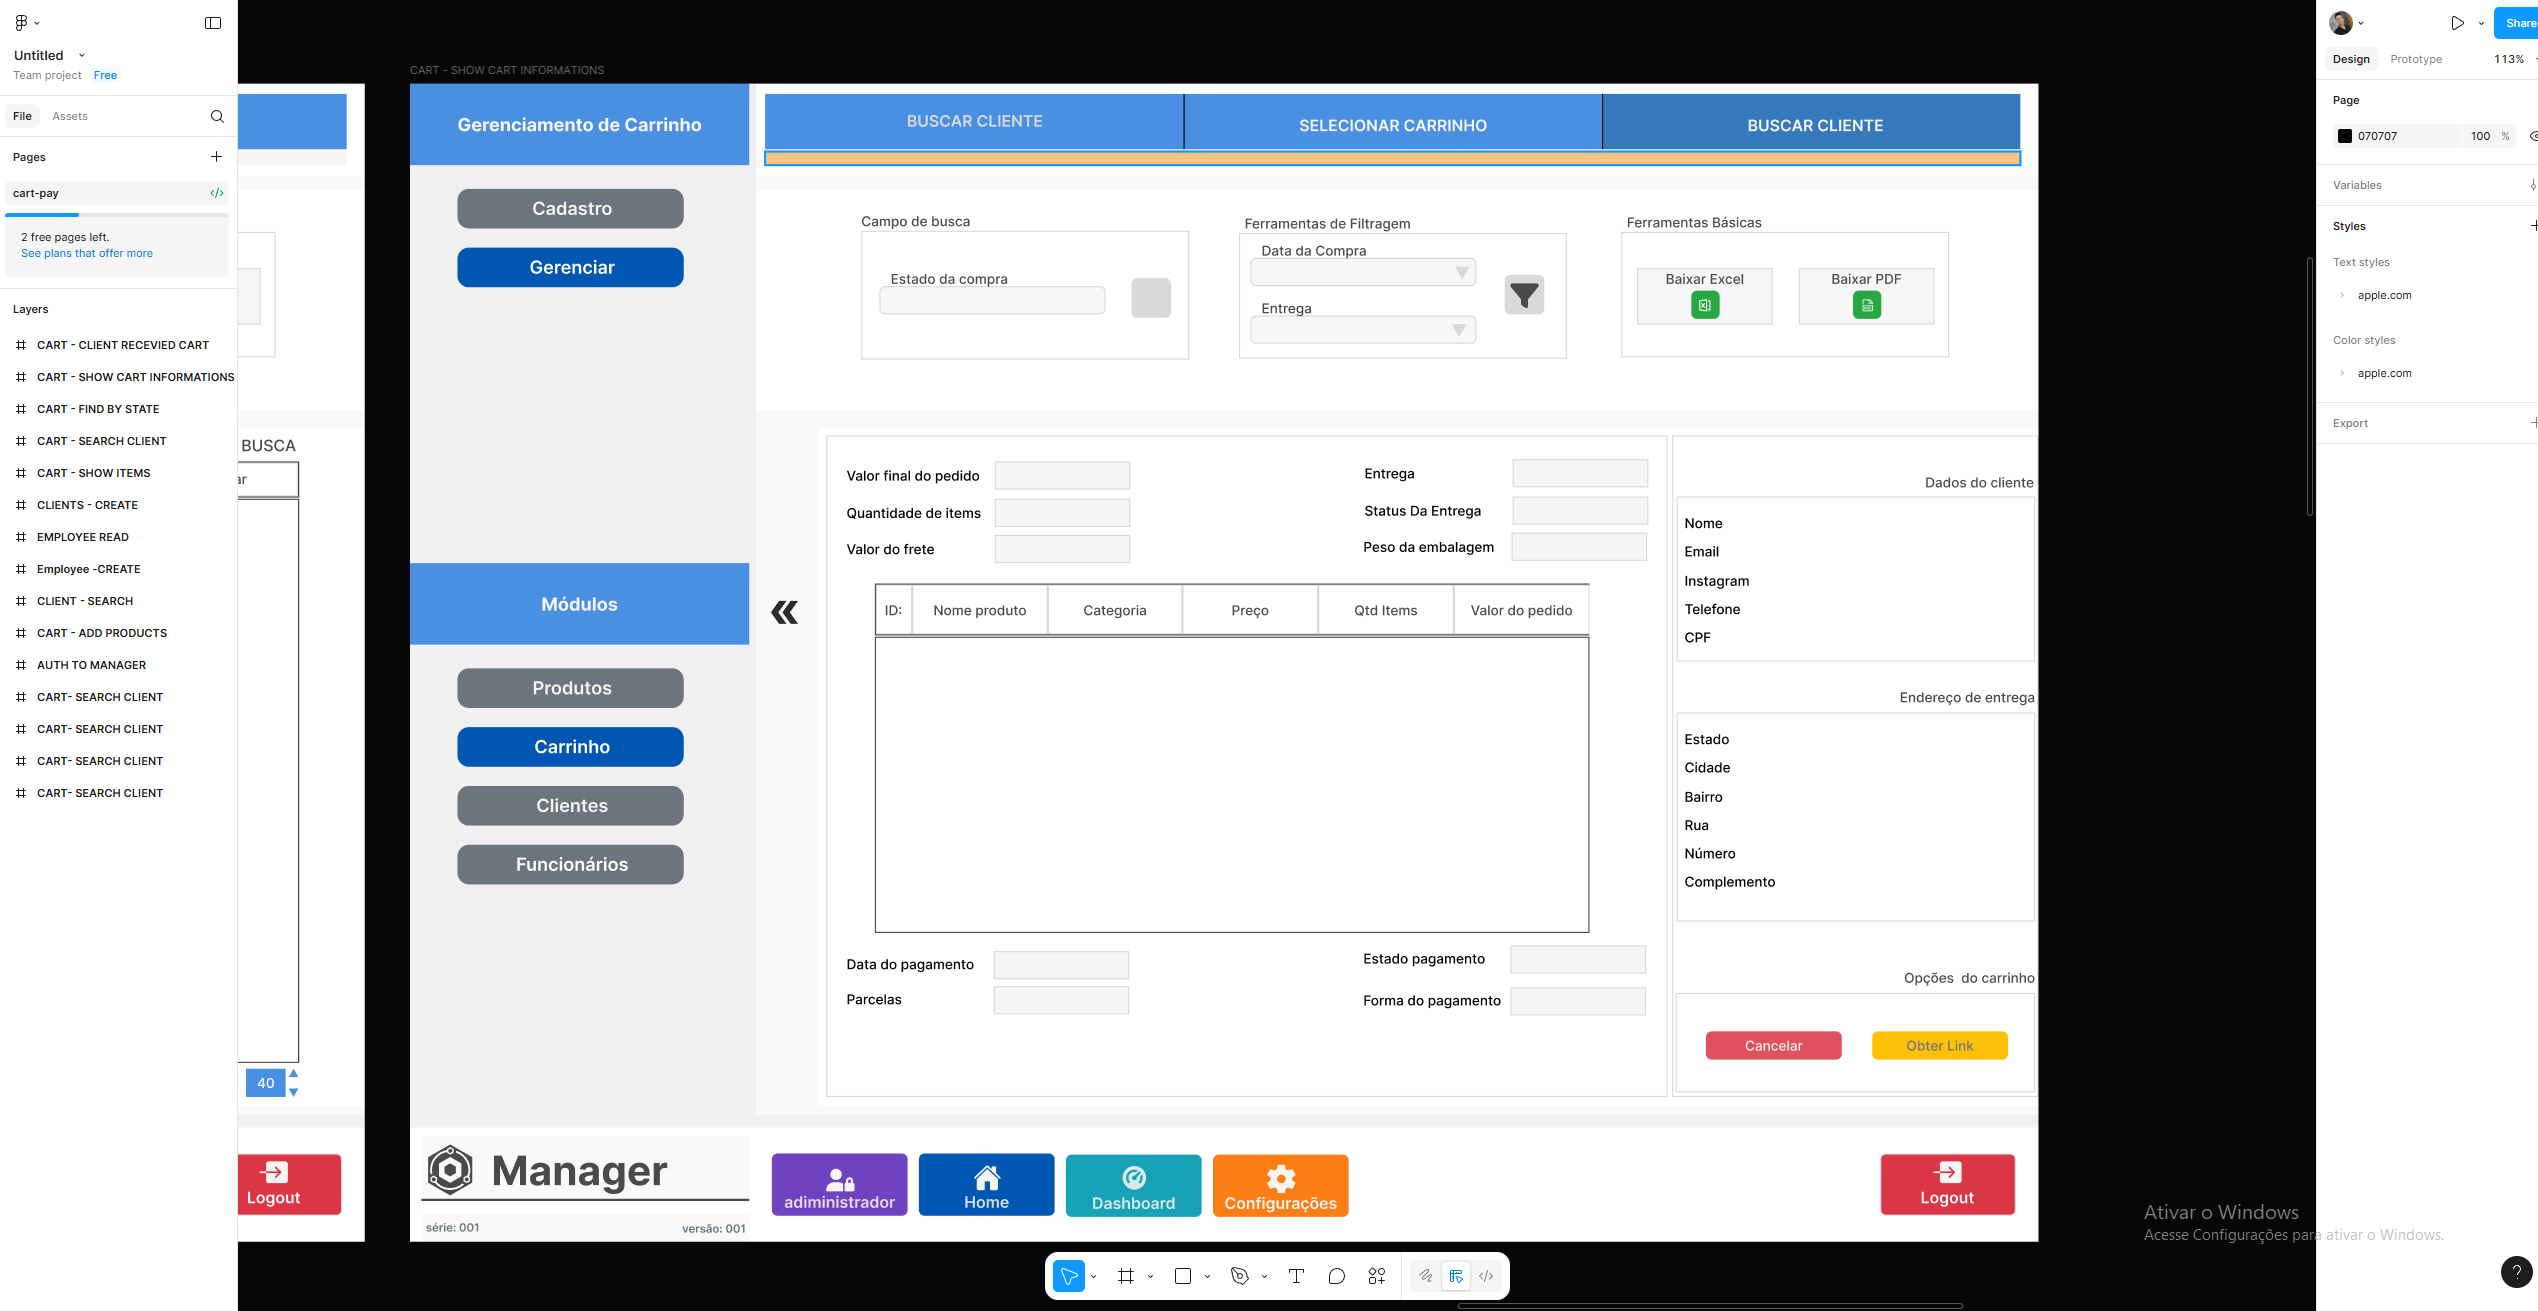 Untitled
Team project Free
File Assets
Pages
cart-pay
2 free pages left.
See plans that offer more
Layers
CART - CLIENT RECEVIED CART
CART - SHOW CART INFORMATIONS
CART - FIND BY STATE
CART - SEARCH CLIENT
CART - SHOW ITEMS
CLIENTS - CREATE
EMPLOYEE READ
Employee -CREATE
CLIENT - SEARCH
CART - ADD PRODUCTS
AUTH TO MANAGER
CART- SEARCH CLIENT
CART- SEARCH CLIENT
CART- SEARCH CLIENT
CART- SEARCH CLIENT
BUSCA
ar
40
Logout
CART - SHOW CART INFORMATIONS
Gerenciamento de Carrinho
BUSCAR CLIENTE
SELECIONAR CARRINHO
BUSCAR CLIENTE
Cadastro
Gerenciar
Campo de busca
Estado da compra
Ferramentas de Filtragem
Data da Compra
Entrega
Ferramentas Básicas
Baixar Excel
Baixar PDF
Módulos
Produtos
Carrinho
Clientes
Funcionários
«
Valor final do pedido
Quantidade de items
Valor do frete
Entrega
Status Da Entrega
Peso da embalagem
ID: Nome produto Categoria Preço Qtd Items Valor do pedido
Data do pagamento
Parcelas
Estado pagamento
Forma do pagamento
Dados do cliente
Nome
Email
Instagram
Telefone
CPF
Endereço de entrega
Estado
Cidade
Bairro
Rua
Número
Complemento
Opções do carrinho
Cancelar
Obter Link
Manager
série: 001
versão: 001
adiministrador
Home
Dashboard
Configurações
Logout
Share
Design Prototype 113%
Page
070707 100 %
Variables
Styles
Text styles
apple.com
Color styles
apple.com
Export
Ativar o Windows
Acesse Configurações para ativar o Windows.
?